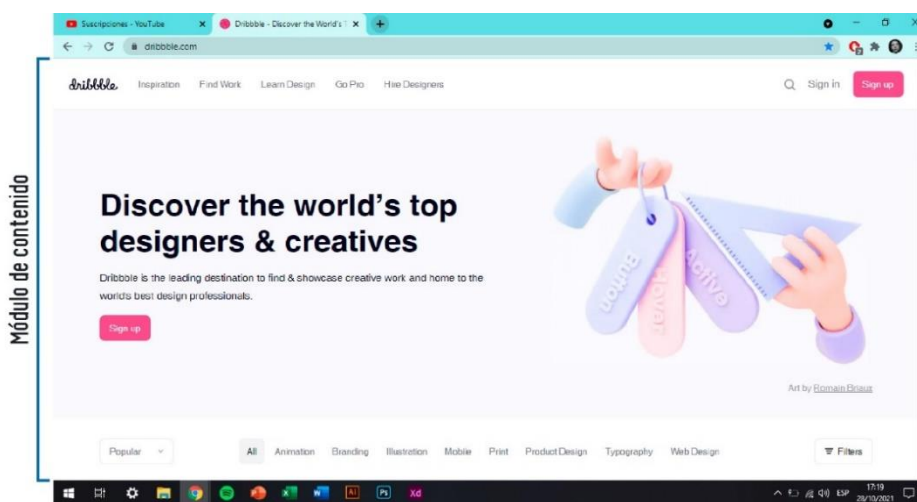 Suscripciones - YouTube
Dribbble - Discover the World's T
dribbble.com
Módulo de contenido
dribbble Inspiration Find Work Learn Design Go Pro Hire Designers Sign in Sign up
Discover the world's top
designers & creatives
Dribbble is the leading destination to find & showcase creative work and home to the
world's best design professionals.
Sign up
Button
Hover
Active
Art by Romain Briaux
Popular All Animation Branding Illustration Mobile Print Product Design Typography Web Design Filters
Ai Ps Xd ESP 17:19
28/10/2021